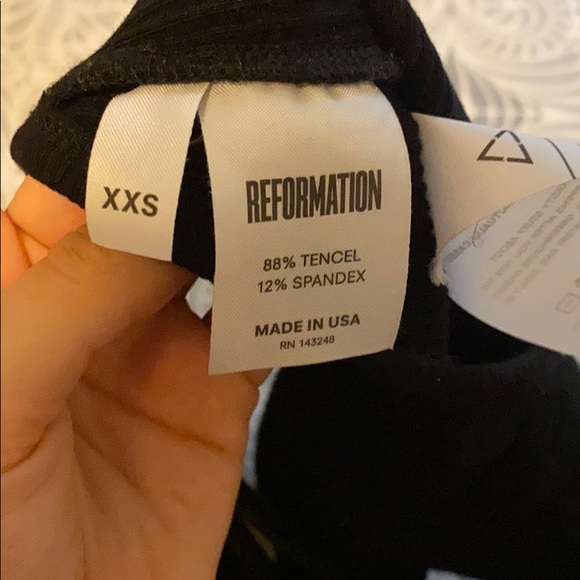 XXS
REFORMATION
88% TENCEL
12% SPANDEX
MADE IN USA
RN 143248